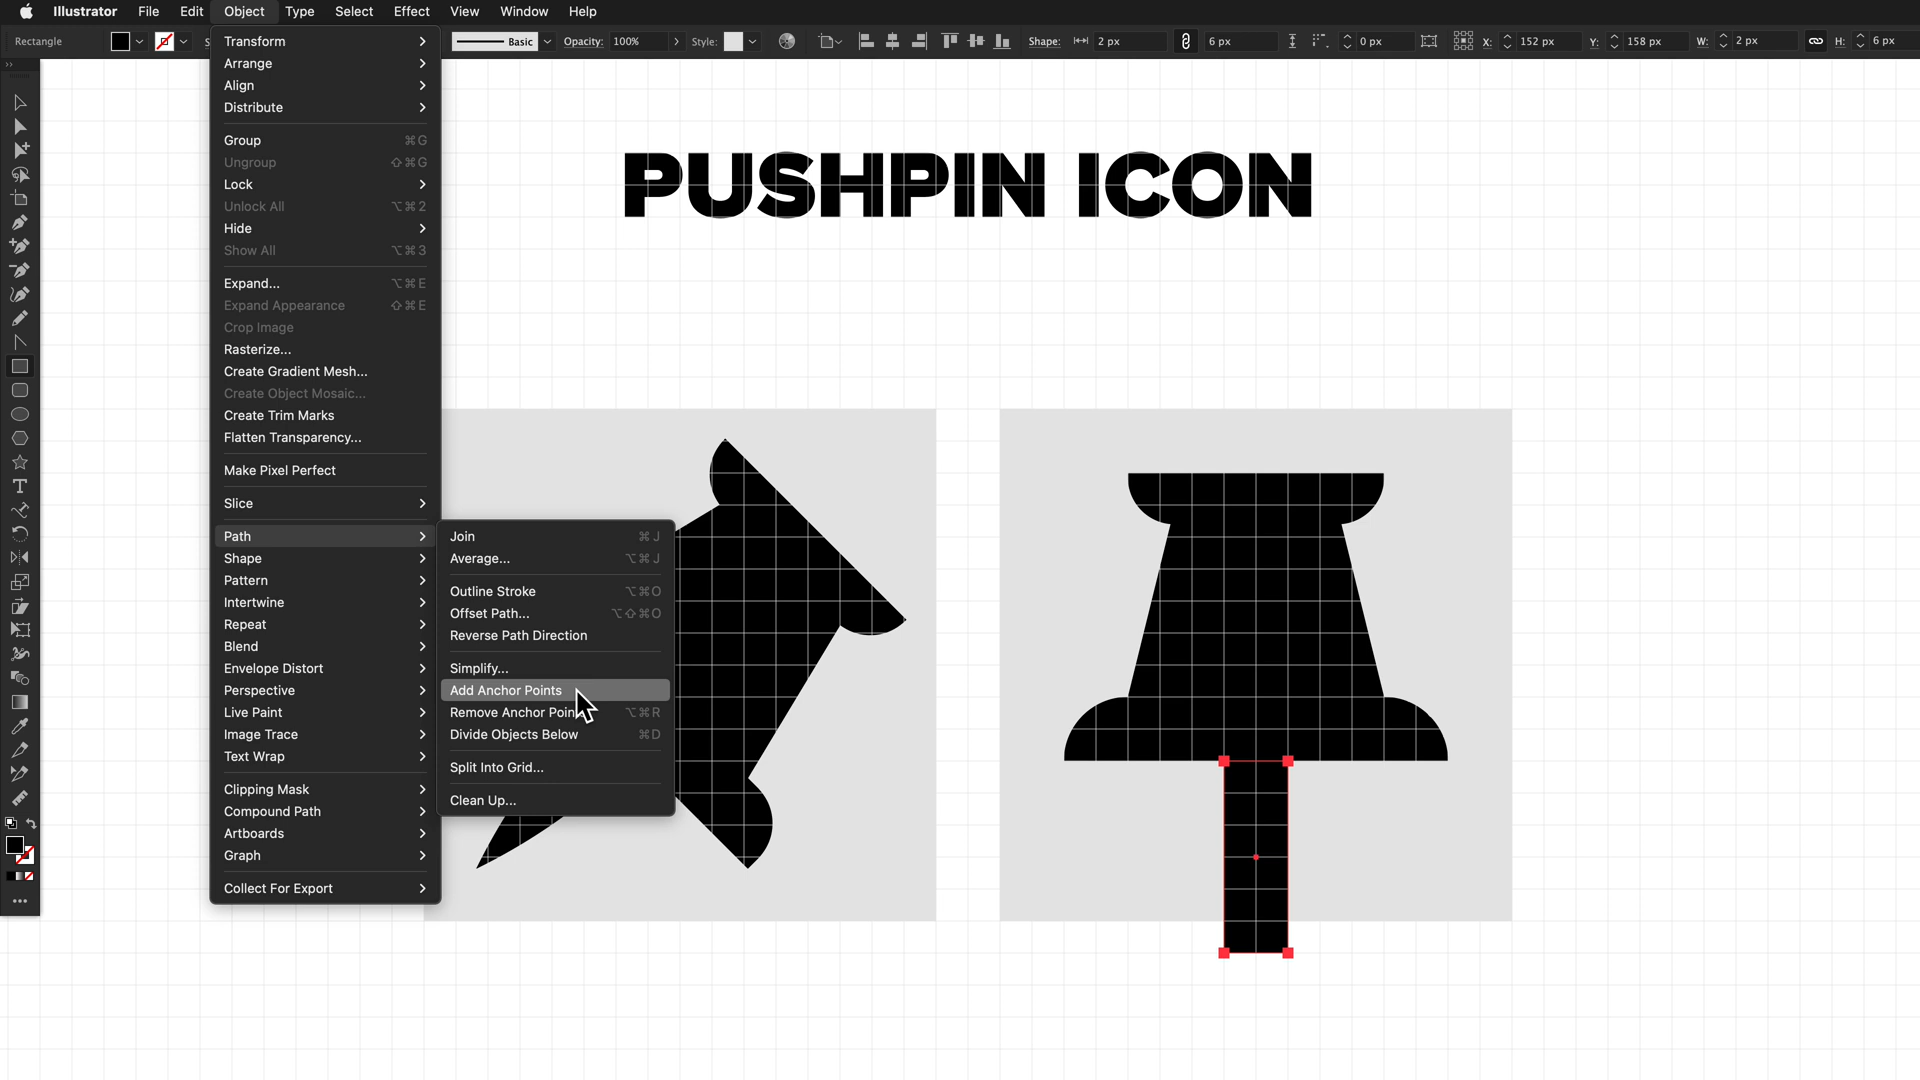 Illustrator File Edit Object Type Select Effect View Window Help
Rectangle
Basic Opacity: 100% Style: Shape: 2 px 6 px 0 px X: 152 px Y: 158 px W: 2 px H: 6 px
Transform
Arrange
Align
Distribute
Group ⌘G
Ungroup ⇧⌘G
Lock
Unlock All ⌥⌘2
Hide
Show All ⌥⌘3
Expand... ⌥⌘E
Expand Appearance ⇧⌘E
Crop Image
Rasterize...
Create Gradient Mesh...
Create Object Mosaic...
Create Trim Marks
Flatten Transparency...
Make Pixel Perfect
Slice
Path
Shape
Pattern
Intertwine
Repeat
Blend
Envelope Distort
Perspective
Live Paint
Image Trace
Text Wrap
Clipping Mask
Compound Path
Artboards
Graph
Collect For Export
Join ⌘J
Average... ⌥⌘J
Outline Stroke ⌥⌘O
Offset Path... ⌥⇧⌘O
Reverse Path Direction
Simplify...
Add Anchor Points
Remove Anchor Poin ⌥⌘R
Divide Objects Below ⌘D
Split Into Grid...
Clean Up...
PUSHPIN ICON